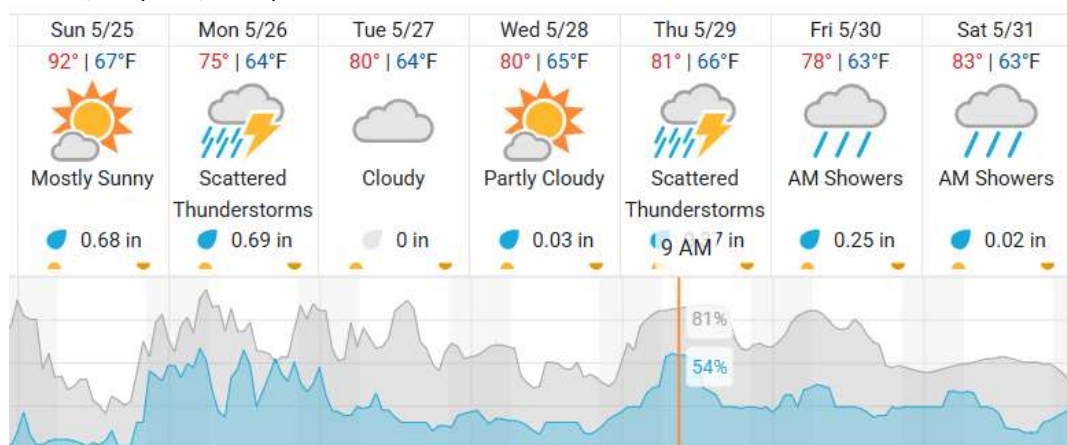 Sun 5/25 Mon 5/26 Tue 5/27 Wed 5/28 Thu 5/29 Fri 5/30 Sat 5/31
92° | 67°F 75° | 64°F 80° | 64°F 80° | 65°F 81° | 66°F 78° | 63°F 83° | 63°F
Mostly Sunny Scattered Cloudy Partly Cloudy Scattered AM Showers AM Showers
Thunderstorms Thunderstorms
0.68 in 0.69 in 0 in 0.03 in 9 AM in 0.25 in 0.02 in
81%
54%